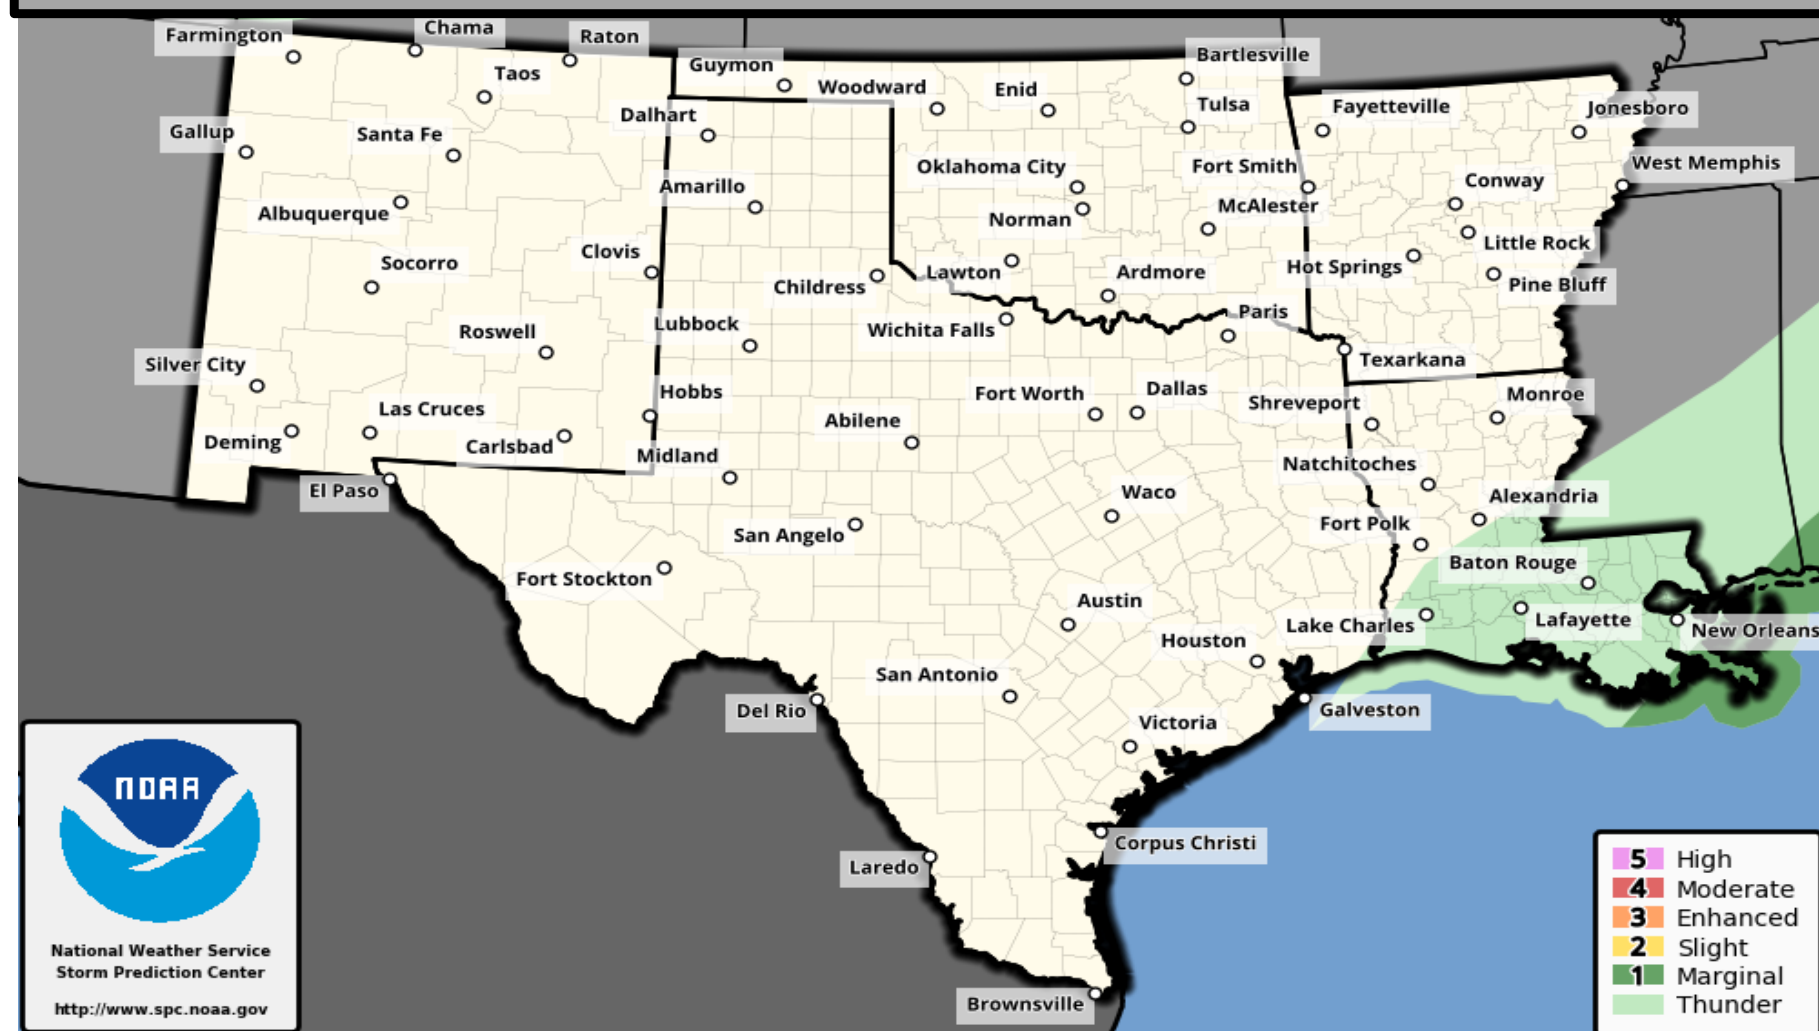 Farmington
Chama
Raton
Taos
Guymon
Woodward
Enid
Bartlesville
Tulsa
Fayetteville
Jonesboro
Gallup
Santa Fe
Dalhart
Oklahoma City
Fort Smith
Conway
West Memphis
Albuquerque
Amarillo
Norman
McAlester
Little Rock
Socorro
Clovis
Childress
Lawton
Ardmore
Hot Springs
Pine Bluff
Roswell
Lubbock
Wichita Falls
Paris
Texarkana
Silver City
Las Cruces
Hobbs
Abilene
Fort Worth
Dallas
Shreveport
Monroe
Deming
Carlsbad
Midland
Natchitoches
El Paso
San Angelo
Waco
Alexandria
Fort Polk
Fort Stockton
Austin
Baton Rouge
Houston
Lake Charles
Lafayette
New Orleans
San Antonio
Del Rio
Victoria
Galveston
Laredo
Corpus Christi
Brownsville
NOAA
National Weather Service
Storm Prediction Center
http://www.spc.noaa.gov
5 High
4 Moderate
3 Enhanced
2 Slight
1 Marginal
Thunder